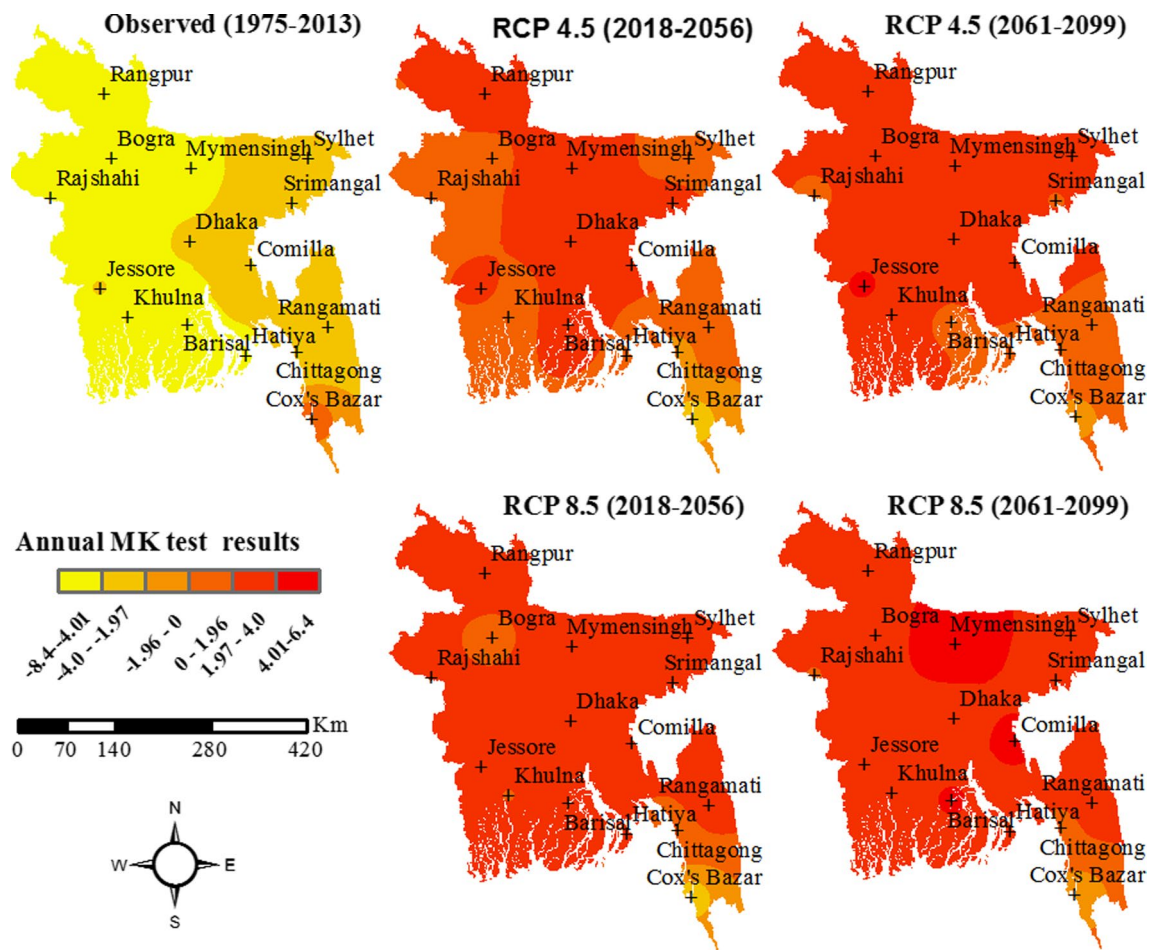 Observed (1975-2013)
Rangpur
Bogra
Mymensingh
Sylhet
Rajshahi
Srimangal
Dhaka
Comilla
Jessore
Khulna
Rangamati
Barisal
Hatiya
Chittagong
Cox's Bazar
RCP 4.5 (2018-2056)
Rangpur
Bogra
Mymensingh
Sylhet
Rajshahi
Srimangal
Dhaka
Comilla
Jessore
Khulna
Rangamati
Barisal
Hatiya
Chittagong
Cox's Bazar
RCP 4.5 (2061-2099)
Rangpur
Bogra
Mymensingh
Sylhet
Rajshahi
Srimangal
Dhaka
Comilla
Jessore
Khulna
Rangamati
Barisal
Hatiya
Chittagong
Cox's Bazar
Annual MK test results
-8.4--4.01
-4.0 - -1.97
-1.96 - 0
0 - 1.96
1.97 - 4.0
4.01-6.4
Km
0 70 140 280 420
N
W E
S
RCP 8.5 (2018-2056)
Rangpur
Bogra
Mymensingh
Sylhet
Rajshahi
Srimangal
Dhaka
Comilla
Jessore
Khulna
Rangamati
Barisal
Hatiya
Chittagong
Cox's Bazar
RCP 8.5 (2061-2099)
Rangpur
Bogra
Mymensingh
Sylhet
Rajshahi
Srimangal
Dhaka
Comilla
Jessore
Khulna
Rangamati
Barisal
Hatiya
Chittagong
Cox's Bazar